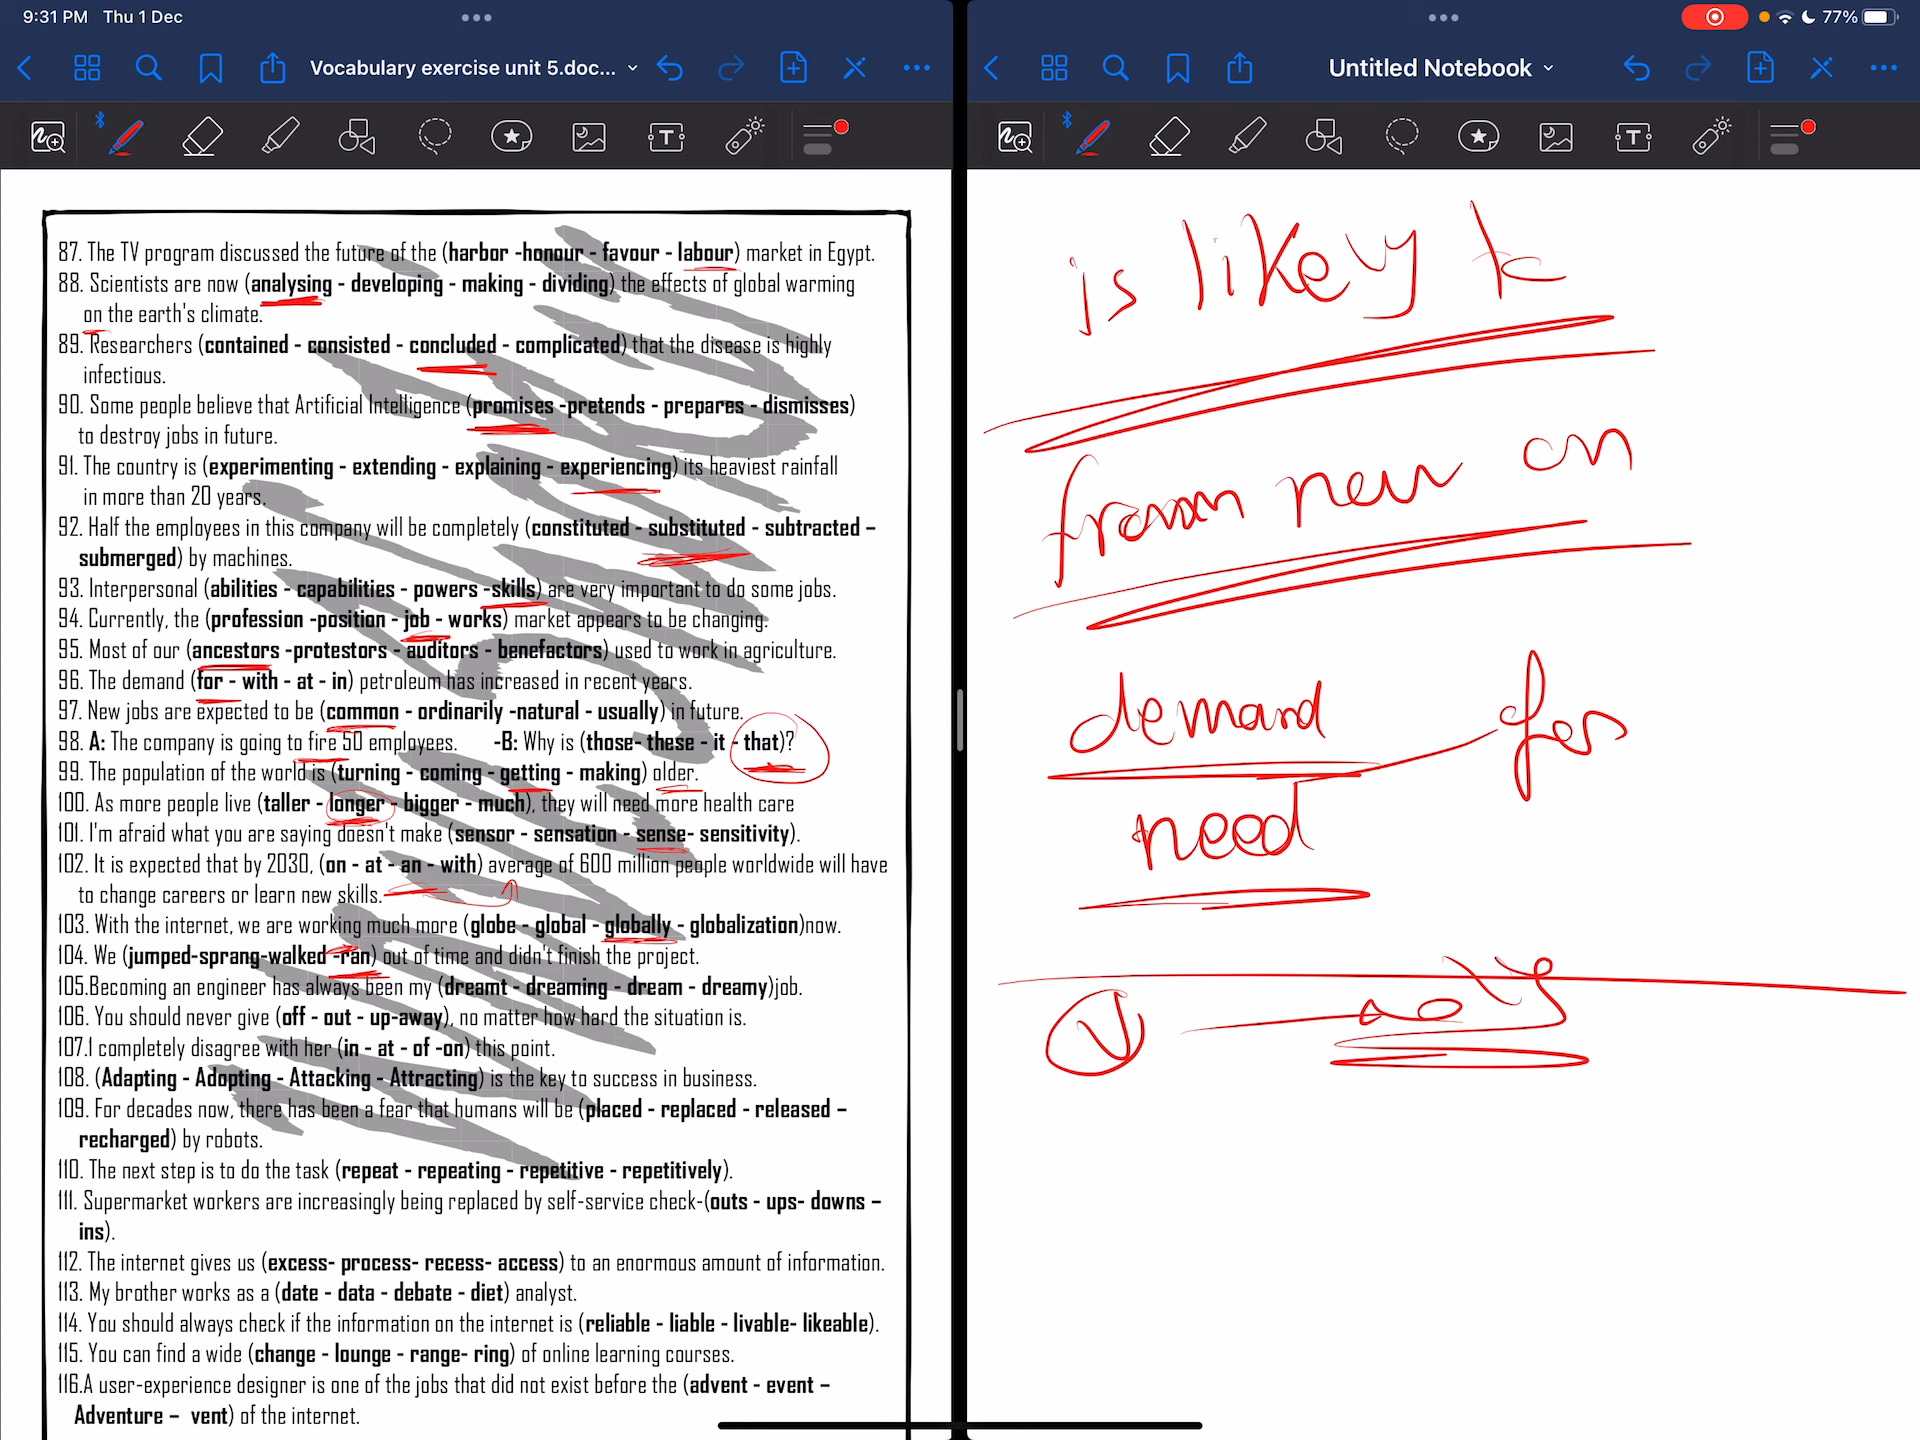 9:31 PM Thu 1 Dec
77%
Vocabulary exercise unit 5.doc...
Untitled Notebook
87. The TV program discussed the future of the (harbor -honour - favour - labour) market in Egypt.
88. Scientists are now (analysing - developing - making - dividing) the effects of global warming
on the earth's climate.
89. Researchers (contained - consisted - concluded - complicated) that the disease is highly
infectious.
90. Some people believe that Artificial Intelligence (promises -pretends - prepares - dismisses)
to destroy jobs in future.
91. The country is (experimenting - extending - explaining - experiencing) its heaviest rainfall
in more than 20 years.
92. Half the employees in this company will be completely (constituted - substituted - subtracted –
submerged) by machines.
93. Interpersonal (abilities - capabilities - powers -skills) are very important to do some jobs.
94. Currently, the (profession -position - job - works) market appears to be changing.
95. Most of our (ancestors -protestors - auditors - benefactors) used to work in agriculture.
96. The demand (for - with - at - in) petroleum has increased in recent years.
97. New jobs are expected to be (common - ordinarily -natural - usually) in future.
98. A: The company is going to fire 50 employees. -B: Why is (those- these - it - that)?
99. The population of the world is (turning - coming - getting - making) older.
100. As more people live (taller - longer - bigger - much), they will need more health care
101. I'm afraid what you are saying doesn't make (sensor - sensation - sense- sensitivity).
102. It is expected that by 2030, (on - at - an - with) average of 600 million people worldwide will have
to change careers or learn new skills.
103. With the internet, we are working much more (globe - global - globally - globalization)now.
104. We (jumped-sprang-walked -ran) out of time and didn't finish the project.
105.Becoming an engineer has always been my (dreamt - dreaming - dream - dreamy)job.
106. You should never give (off - out - up-away), no matter how hard the situation is.
107.I completely disagree with her (in - at - of -on) this point.
108. (Adapting - Adopting - Attacking - Attracting) is the key to success in business.
109. For decades now, there has been a fear that humans will be (placed - replaced - released –
recharged) by robots.
110. The next step is to do the task (repeat - repeating - repetitive - repetitively).
111. Supermarket workers are increasingly being replaced by self-service check-(outs - ups- downs –
ins).
112. The internet gives us (excess- process- recess- access) to an enormous amount of information.
113. My brother works as a (date - data - debate - diet) analyst.
114. You should always check if the information on the internet is (reliable - liable - livable- likeable).
115. You can find a wide (change - lounge - range- ring) of online learning courses.
116.A user-experience designer is one of the jobs that did not exist before the (advent - event –
Adventure – vent) of the internet.
is likely
from new on
demand for
need
V